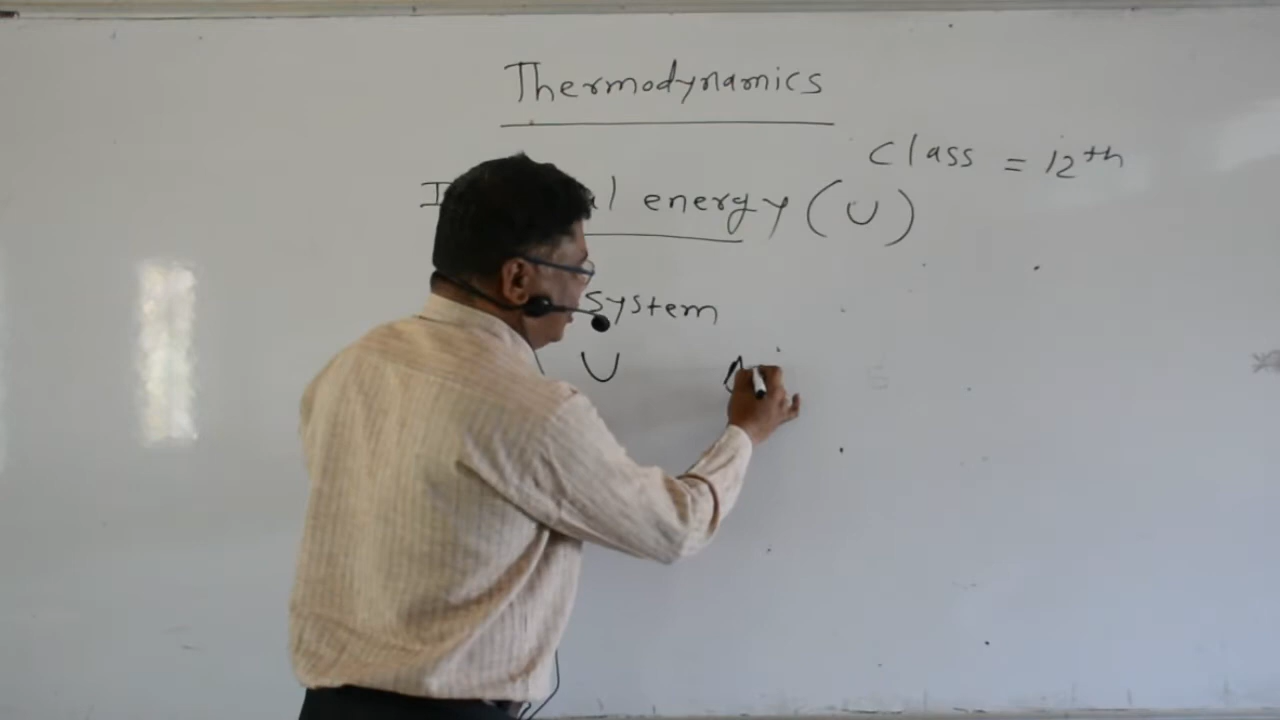 Thermodynamics
Class = 12th
energy (U)
System
U